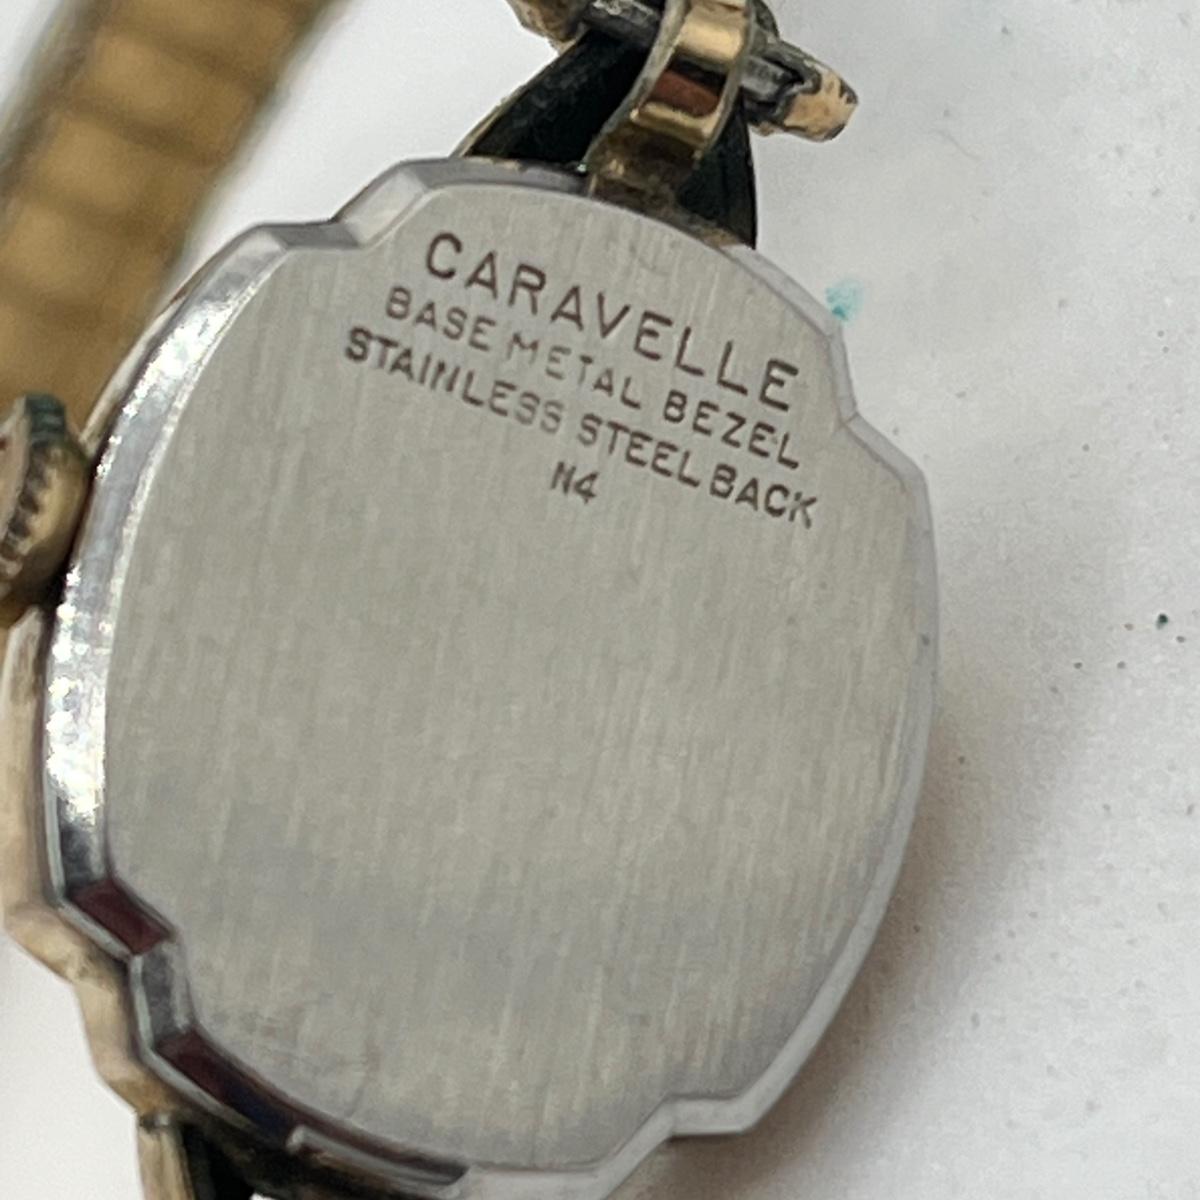 CARAVELLE
BASE METAL BEZEL
STAINLESS STEEL BACK
N4